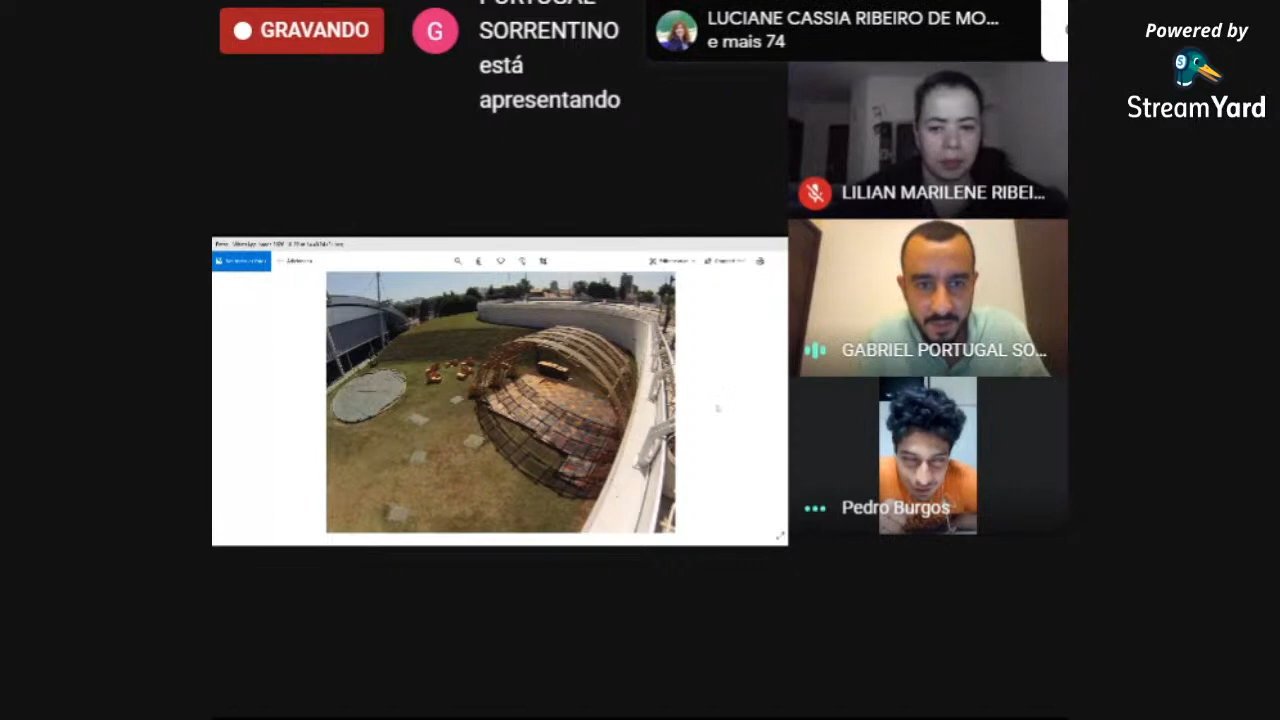 GRAVANDO
G
PORTUGAL
SORRENTINO
está
apresentando
LUCIANE CASSIA RIBEIRO DE MO...
e mais 74
Powered by
S
StreamYard
LILIAN MARILENE RIBEI...
GABRIEL PORTUGAL SO...
Pedro Burgos